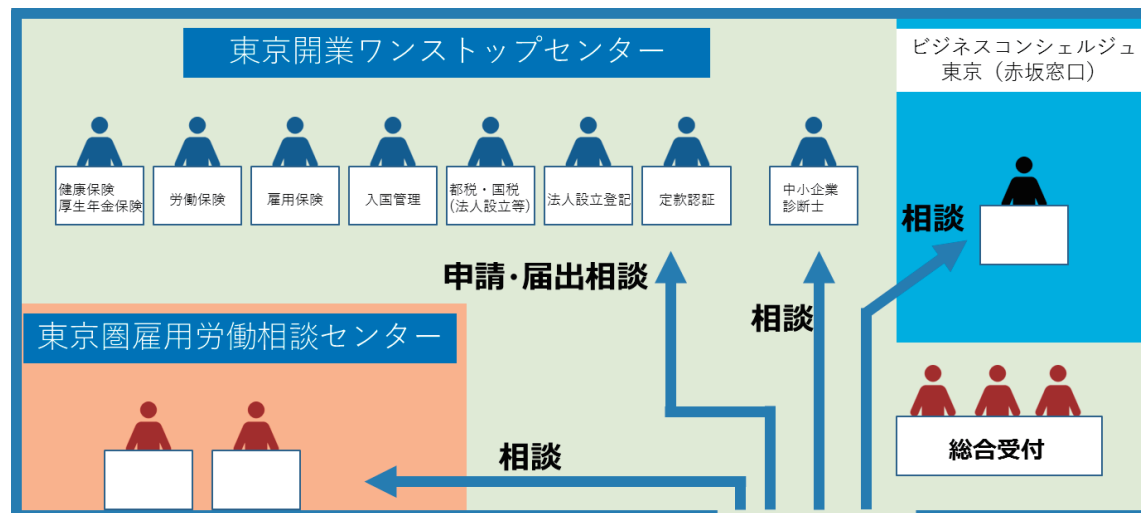 東京開業ワンストップセンター
ビジネスコンシェルジュ
東京（赤坂窓口）
健康保険
厚生年金保険
労働保険
雇用保険
入国管理
都税・国税
(法人設立等)
法人設立登記
定款認証
中小企業
診断士
相談
申請・届出相談
相談
東京圏雇用労働相談センター
相談
総合受付